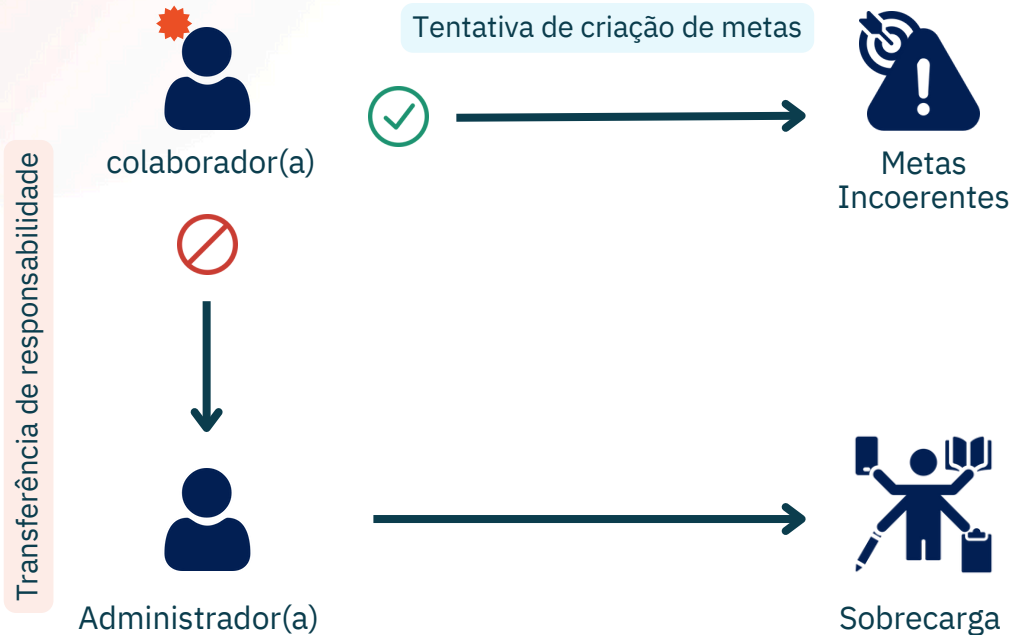 Tentativa de criação de metas
colaborador(a)
Metas
Incoerentes
Transferência de responsabilidade
Administrador(a)
Sobrecarga